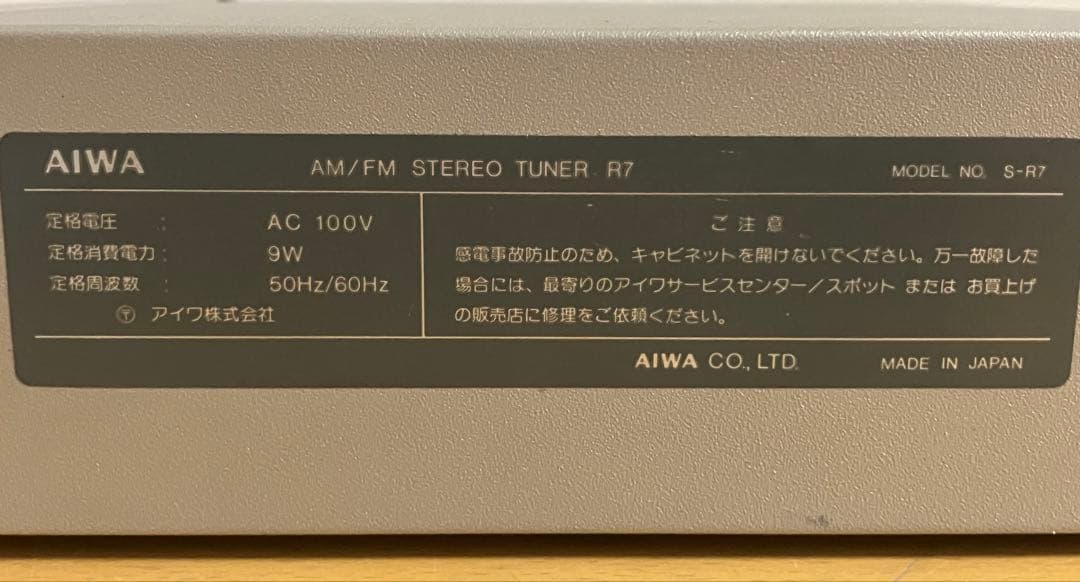 AIWA AM/FM STEREO TUNER R7 MODEL NO. S-R7
定格電圧 : AC 100V
定格消費電力 : 9W
定格周波数 : 50Hz/60Hz
〶 アイワ株式会社
ご注意
感電事故防止のため、キャビネットを開けないでください。万一故障した
場合には、最寄りのアイワサービスセンター/スポット または お買上げ
の販売店に修理をご依頼ください。
AIWA CO., LTD. MADE IN JAPAN